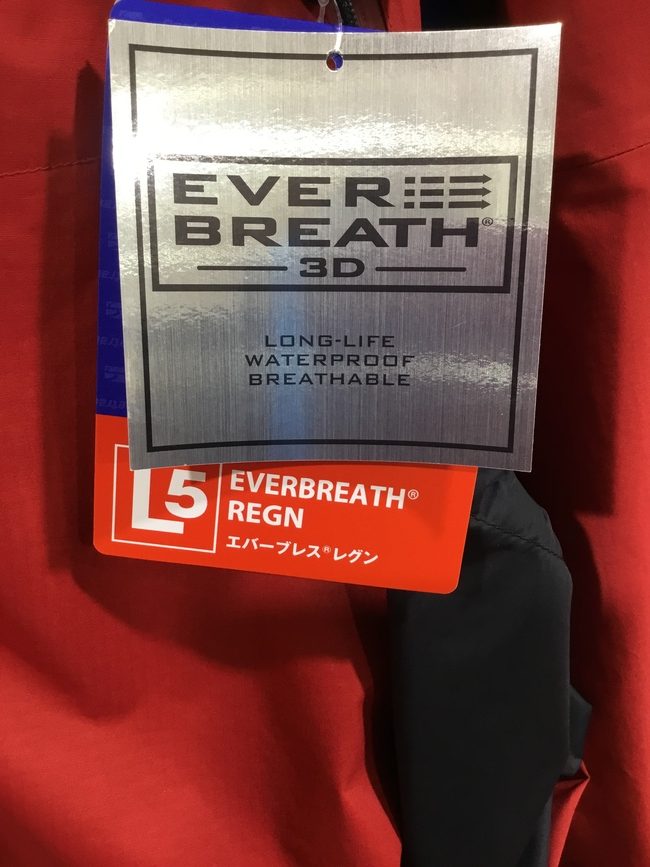 EVER
BREATH®
3D
LONG-LIFE
WATERPROOF
BREATHABLE
L5
EVERBREATH®
REGN
エバーブレス®レグン